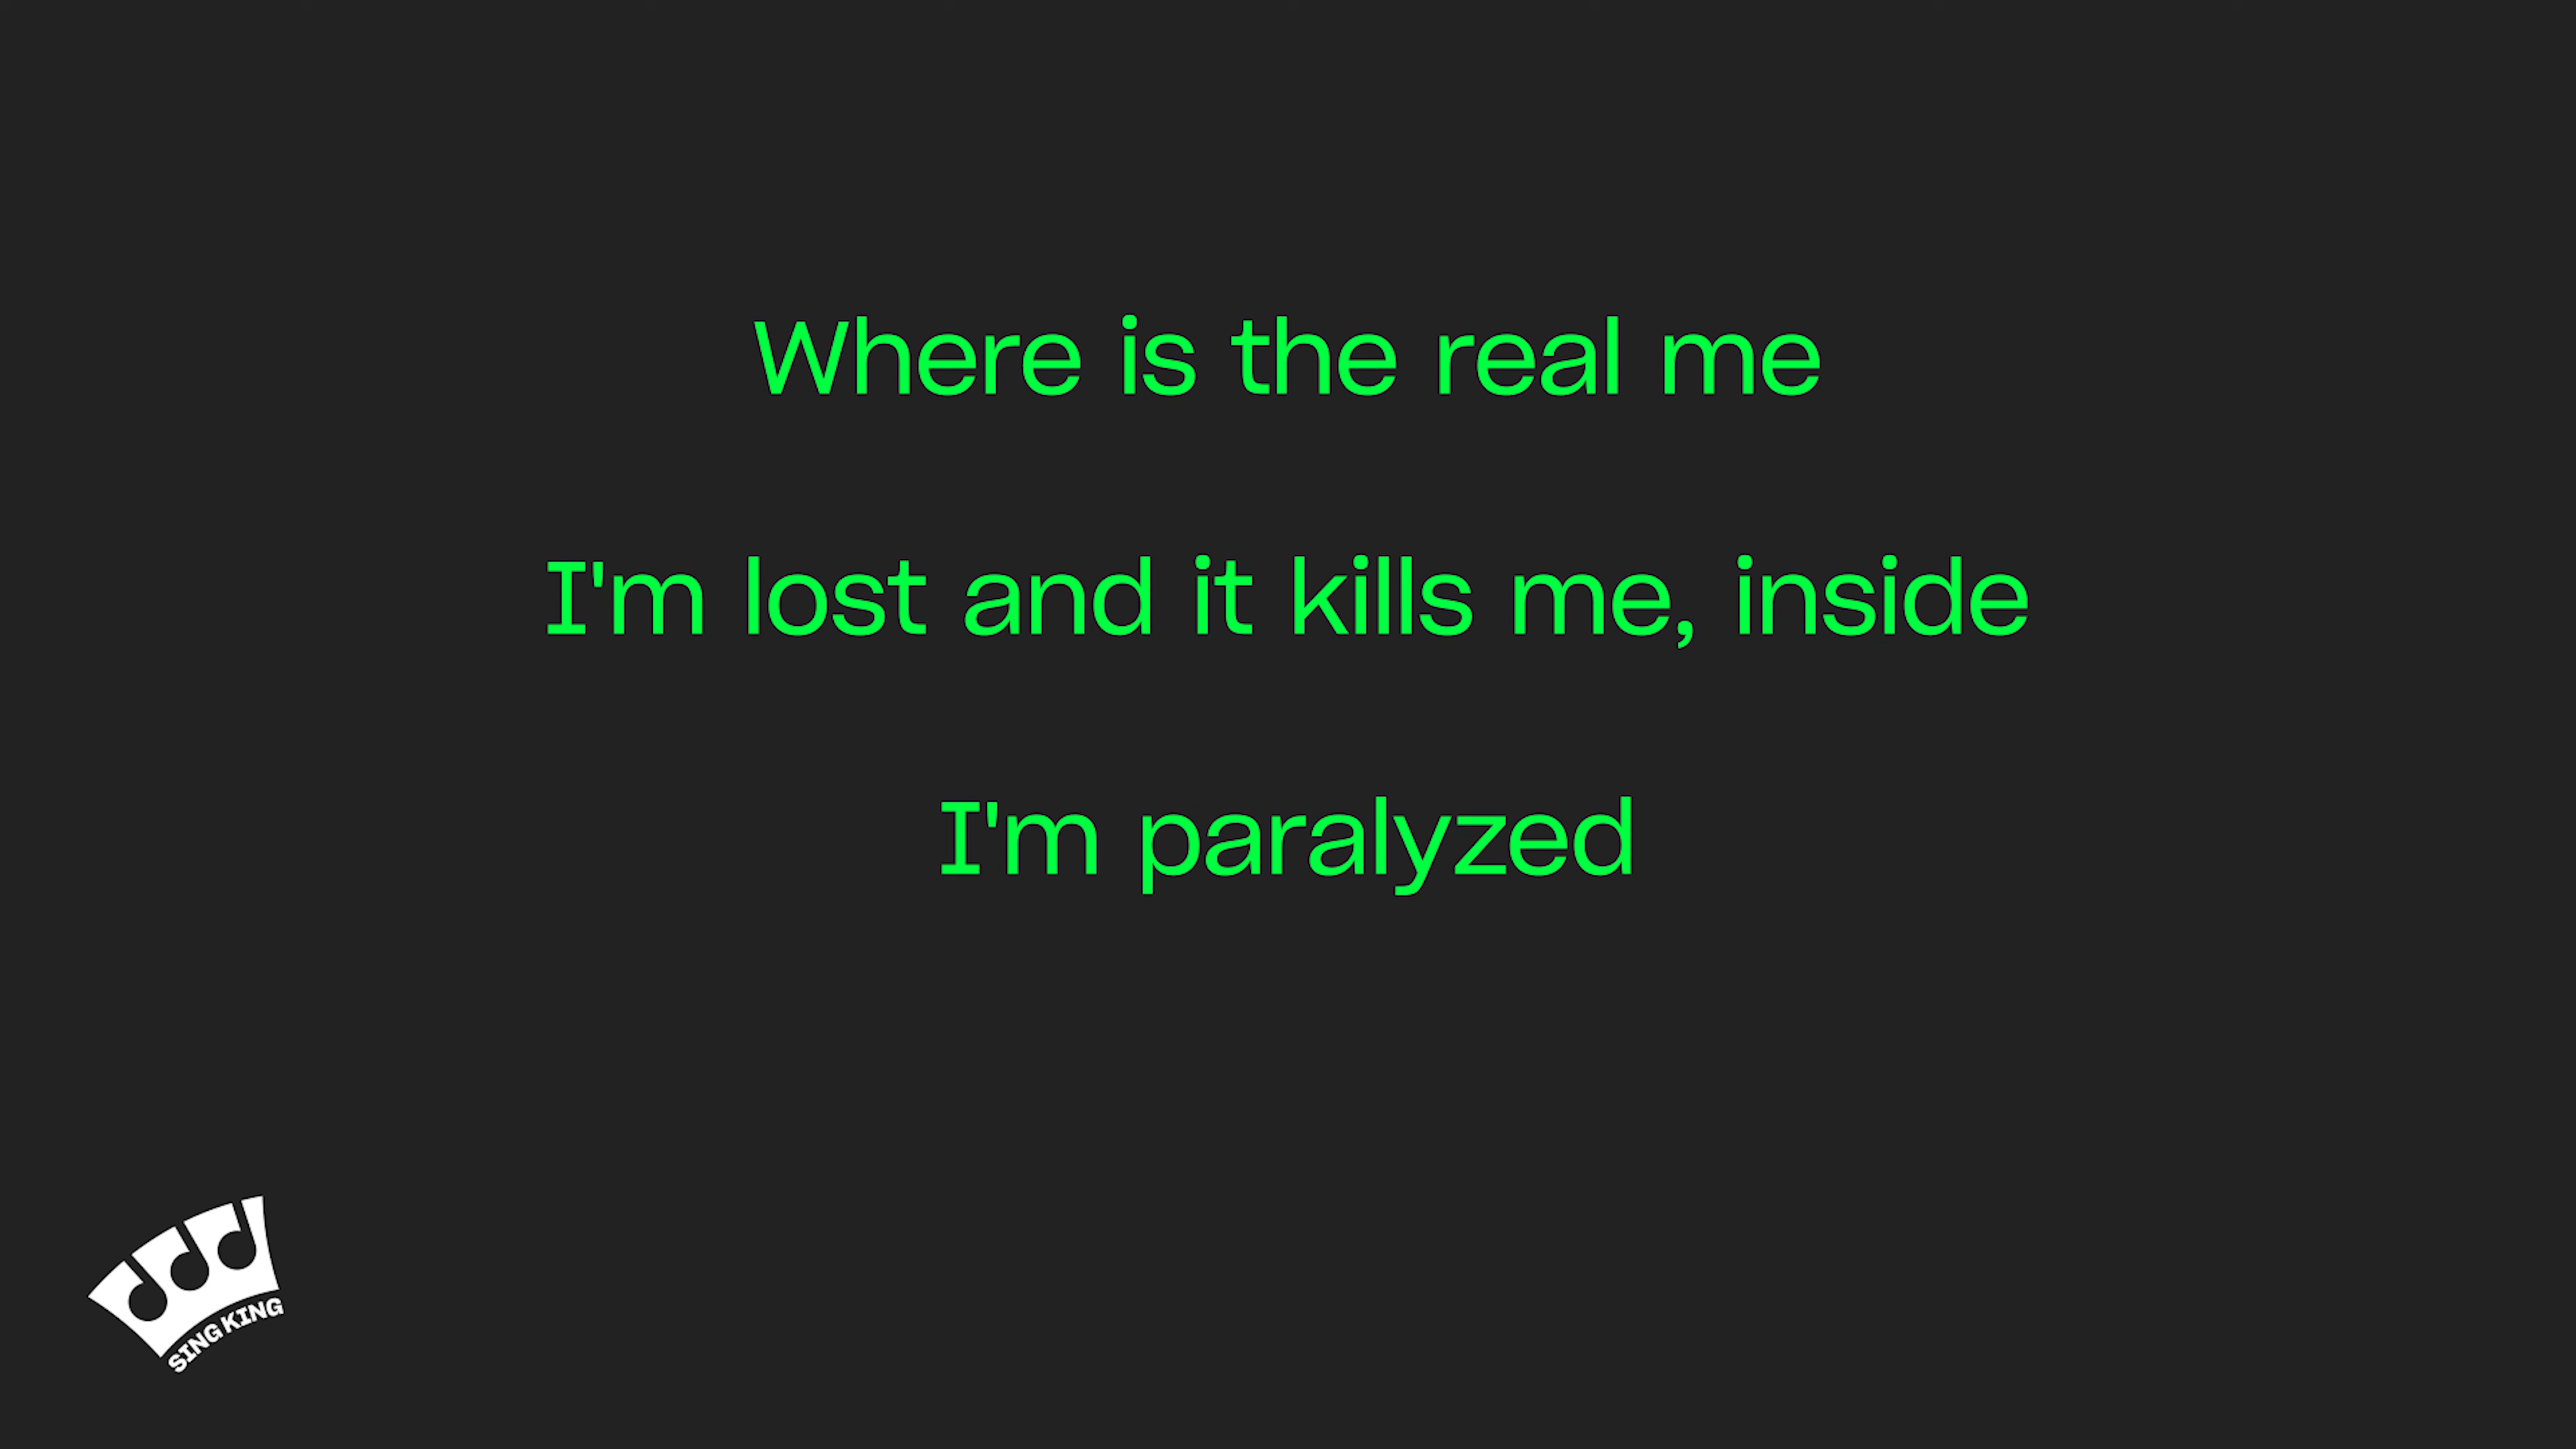 Where is the real me
I'm lost and it kills me, inside
I'm paralyzed
SING KING